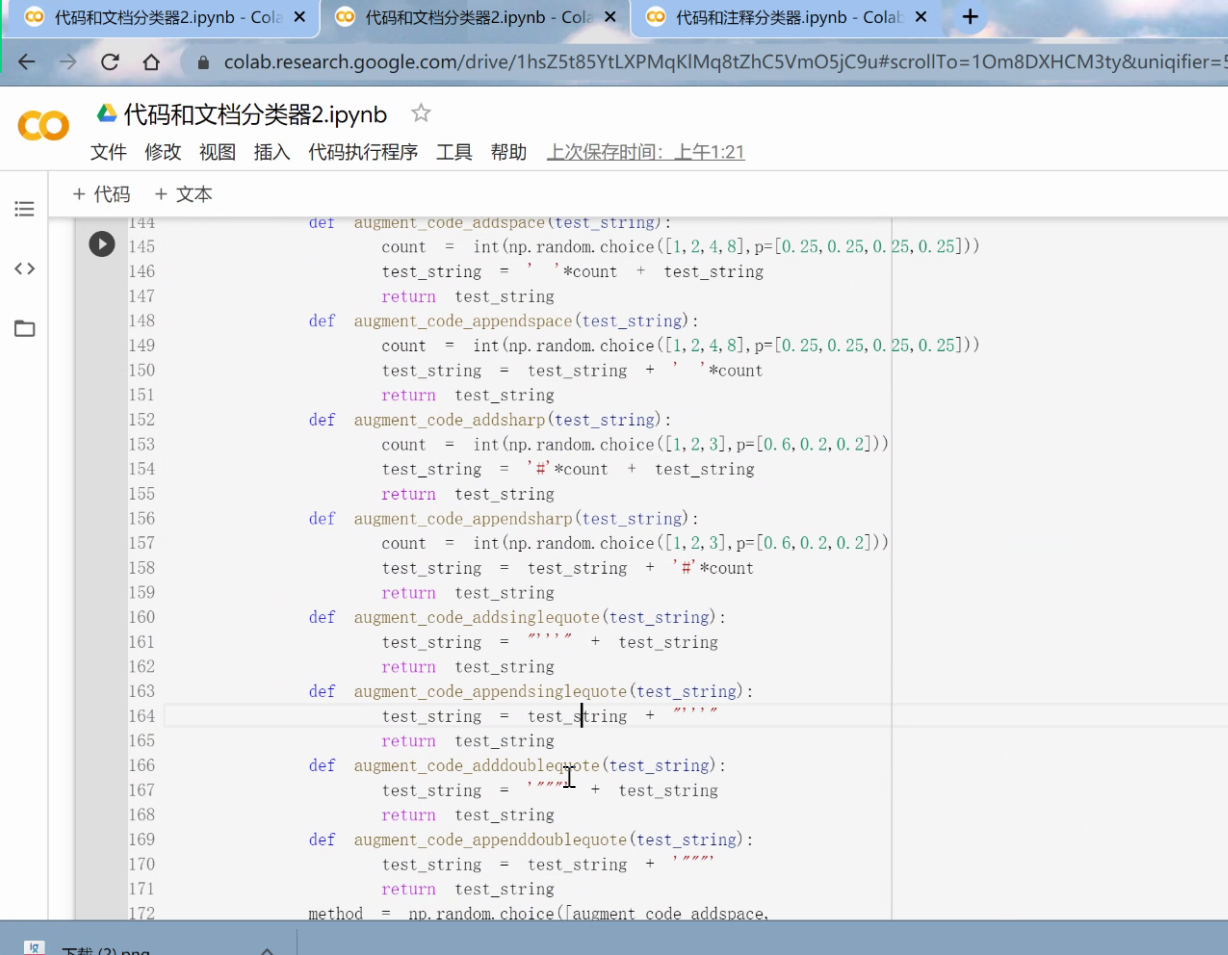 代码和文档分类器2.ipynb - Cola
代码和文档分类器2.ipynb - Cola
代码和注释分类器.ipynb - Colab
colab.research.google.com/drive/1hsZ5t85YtLXPMqKlMq8tZhC5VmO5jC9u#scrollTo=1Om8DXHCM3ty&uniqifier=5
代码和文档分类器2.ipynb
文件 修改 视图 插入 代码执行程序 工具 帮助 上次保存时间：上午1:21
+ 代码 + 文本
144 def augment_code_addspace(test_string):
145 count = int(np.random.choice([1,2,4,8],p=[0.25,0.25,0.25,0.25]))
146 test_string = ' '*count + test_string
147 return test_string
148 def augment_code_appendspace(test_string):
149 count = int(np.random.choice([1,2,4,8],p=[0.25,0.25,0.25,0.25]))
150 test_string = test_string + ' '*count
151 return test_string
152 def augment_code_addsharp(test_string):
153 count = int(np.random.choice([1,2,3],p=[0.6,0.2,0.2]))
154 test_string = '#'*count + test_string
155 return test_string
156 def augment_code_appendsharp(test_string):
157 count = int(np.random.choice([1,2,3],p=[0.6,0.2,0.2]))
158 test_string = test_string + '#'*count
159 return test_string
160 def augment_code_addsinglequote(test_string):
161 test_string = "'''" + test_string
162 return test_string
163 def augment_code_appendsinglequote(test_string):
164 test_string = test_string + "'''"
165 return test_string
166 def augment_code_adddoublequote(test_string):
167 test_string = '"""' + test_string
168 return test_string
169 def augment_code_appenddoublequote(test_string):
170 test_string = test_string + '"""'
171 return test_string
172 method = np.random.choice([augment_code_addspace,
下载 (2).png